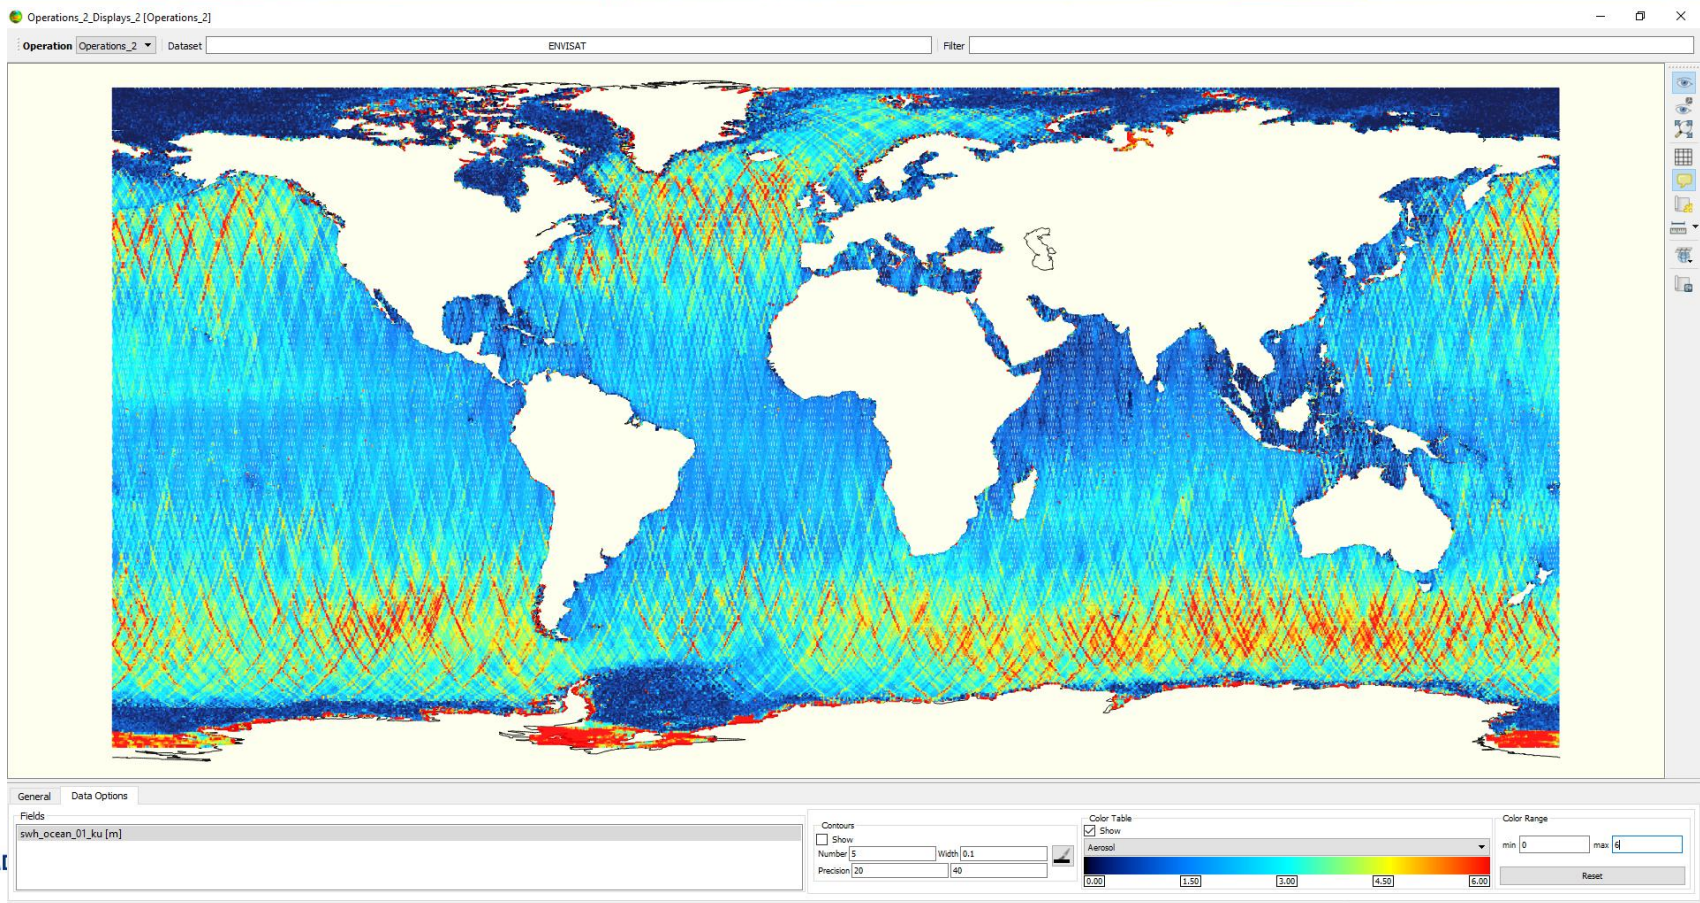 Operations_2_Displays_2 [Operations_2]
Operation Operations_2 Dataset ENVISAT Filter
General Data Options
Fields
swh_ocean_01_ku [m]
Contours
Show
Number 5 Width 0.1
Precision 20 40
Color Table
Show
Aerosol
0.00 1.50 3.00 4.50 6.00
Color Range
min 0 max 6
Reset